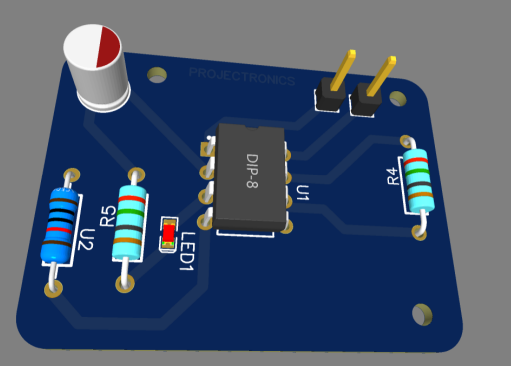 PROJECTRONICS
DIP-8
U1
R4
R5
U2
LED1